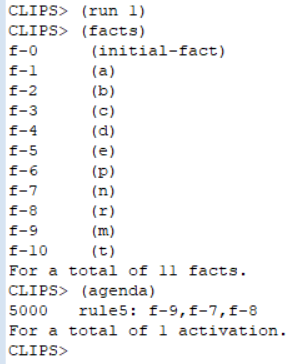 CLIPS> (run 1)
CLIPS> (facts)
f-0     (initial-fact)
f-1     (a)
f-2     (b)
f-3     (c)
f-4     (d)
f-5     (e)
f-6     (p)
f-7     (n)
f-8     (r)
f-9     (m)
f-10    (t)
For a total of 11 facts.
CLIPS> (agenda)
5000   rule5: f-9,f-7,f-8
For a total of 1 activation.
CLIPS>